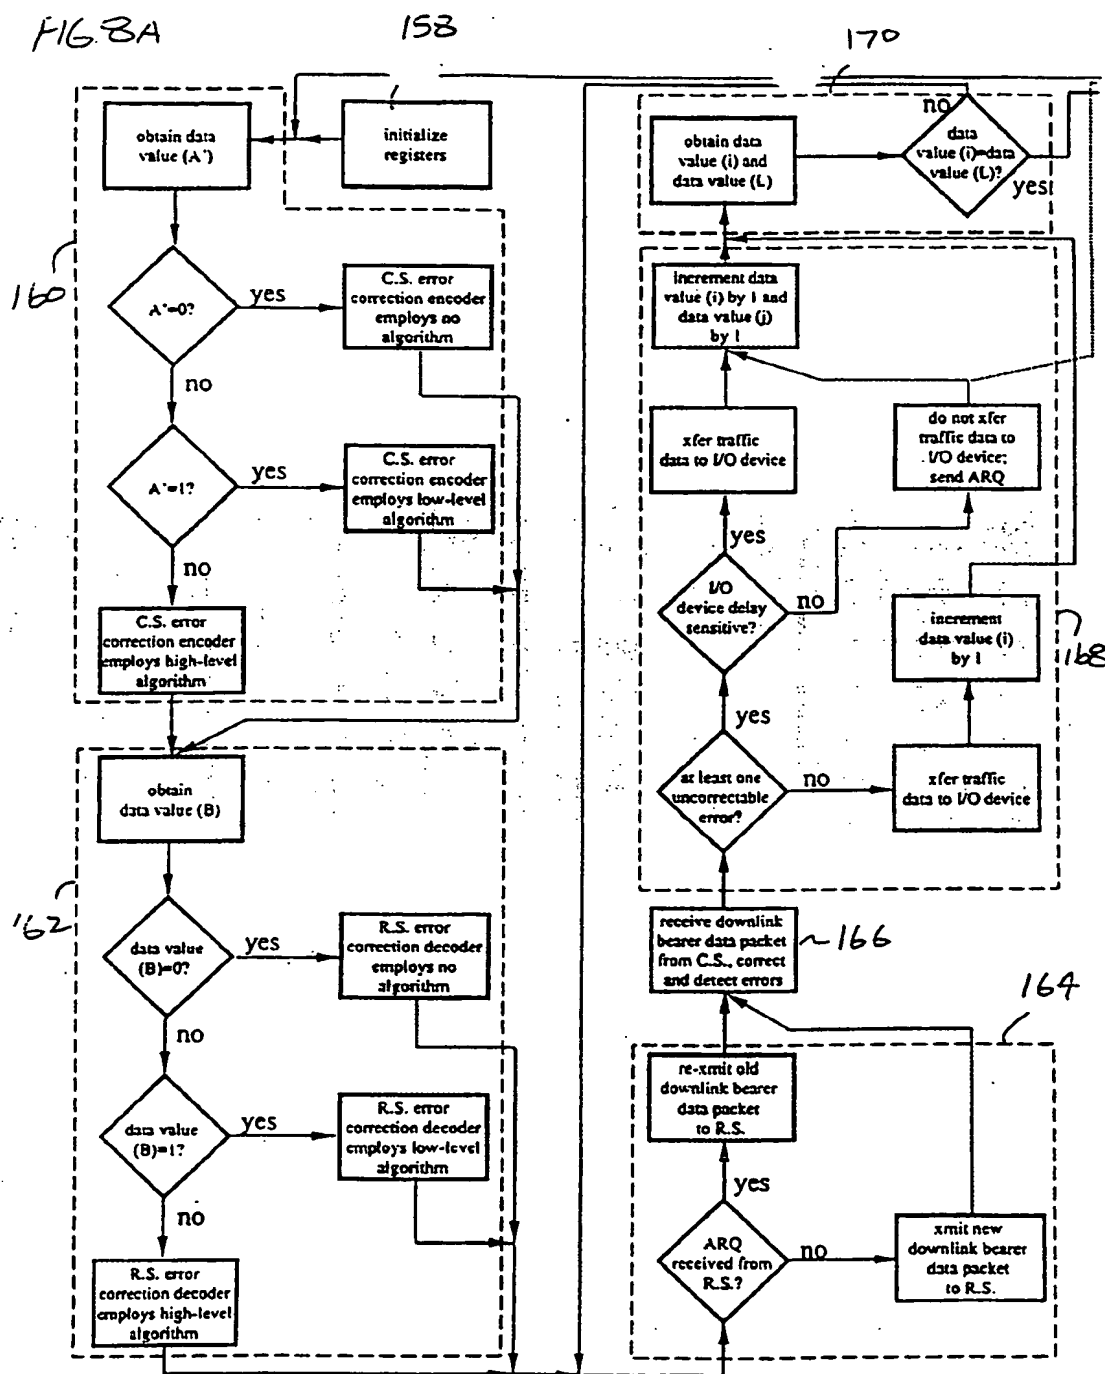 FIG. 8A
158
170
obtain data
value (A')
initialize
registers
160
A'=0?
yes
C.S. error
correction encoder
employs no
algorithm
no
A'=1?
yes
C.S. error
correction encoder
employs low-level
algorithm
no
C.S. error
correction encoder
employs high-level
algorithm
obtain
data value (B)
162
data value
(B)=0?
yes
R.S. error
correction decoder
employs no
algorithm
no
data value
(B)=1?
yes
R.S. error
correction decoder
employs low-level
algorithm
no
R.S. error
correction decoder
employs high-level
algorithm
obtain data
value (i) and
data value (L)
no
data
value (i)=data
value (L)?
yes
increment data
value (i) by 1 and
data value (j)
by 1
xfer traffic
data to I/O device
do not xfer
traffic data to
I/O device;
send ARQ
yes
I/O
device delay
sensitive?
no
increment
data value (i)
by 1
168
yes
at least one
uncorrectable
error?
no
xfer traffic
data to I/O device
receive downlink
bearer data packet
from C.S., correct
and detect errors
166
164
re-xmit old
downlink bearer
data packet
to R.S.
yes
ARQ
received from
R.S.?
no
xmit new
downlink bearer
data packet
to R.S.